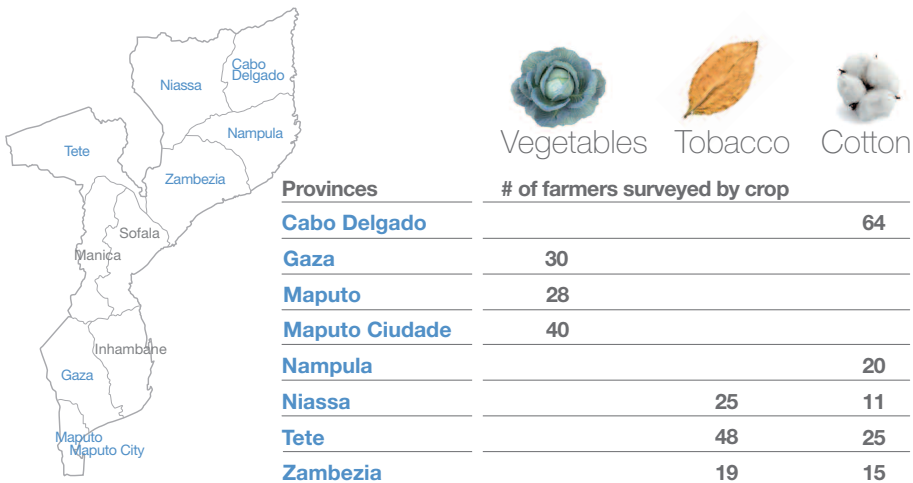 Cabo
Delgado
Niassa
Nampula
Tete
Zambezia
Sofala
Manica
Inhambane
Gaza
Maputo
Maputo City
Vegetables Tobacco Cotton
Provinces # of farmers surveyed by crop
Cabo Delgado 64
Gaza 30
Maputo 28
Maputo Ciudade 40
Nampula 20
Niassa 25 11
Tete 48 25
Zambezia 19 15